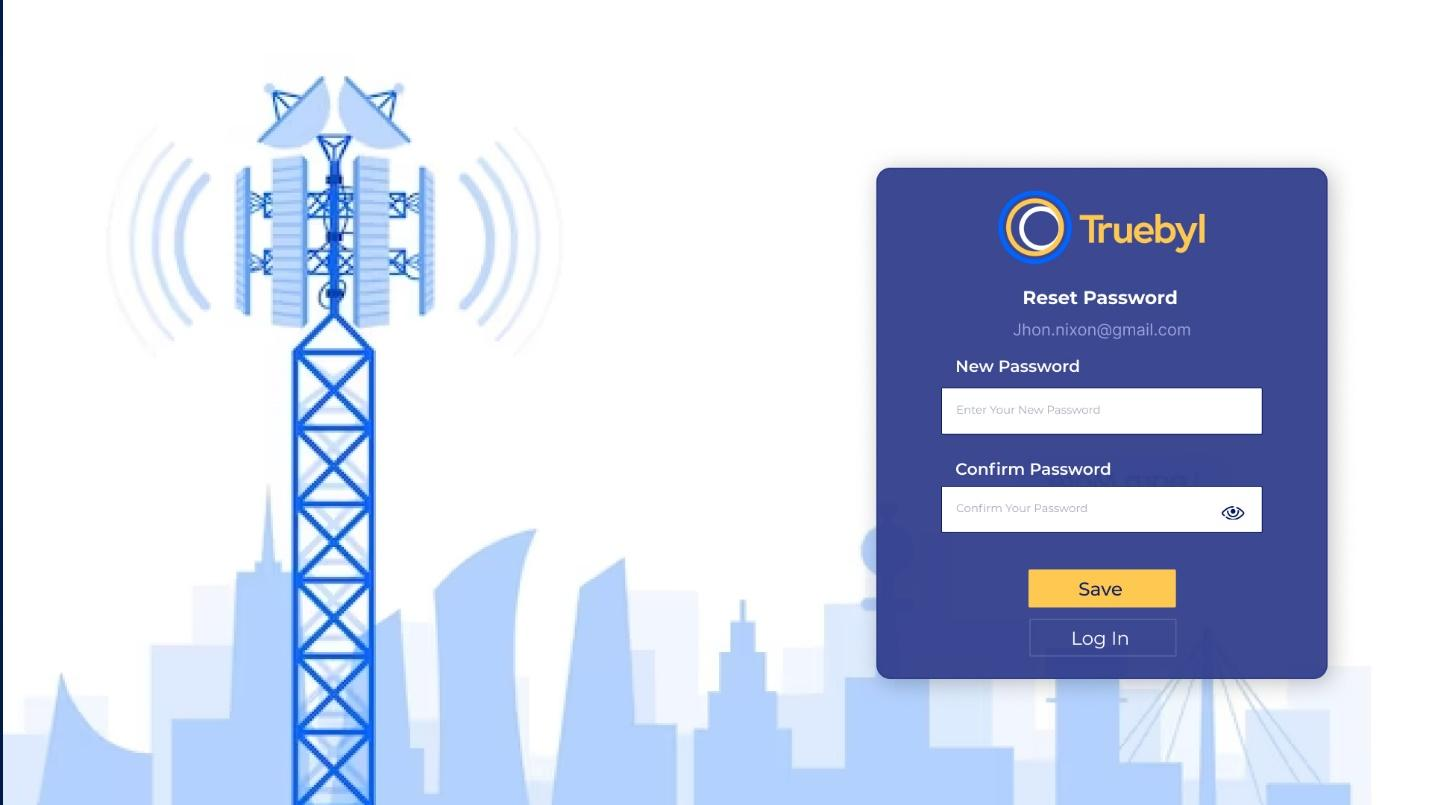 Truebyl
Reset Password
Jhon.nixon@gmail.com
New Password
Enter Your New Password
Confirm Password
Confirm Your Password
Save
Log In